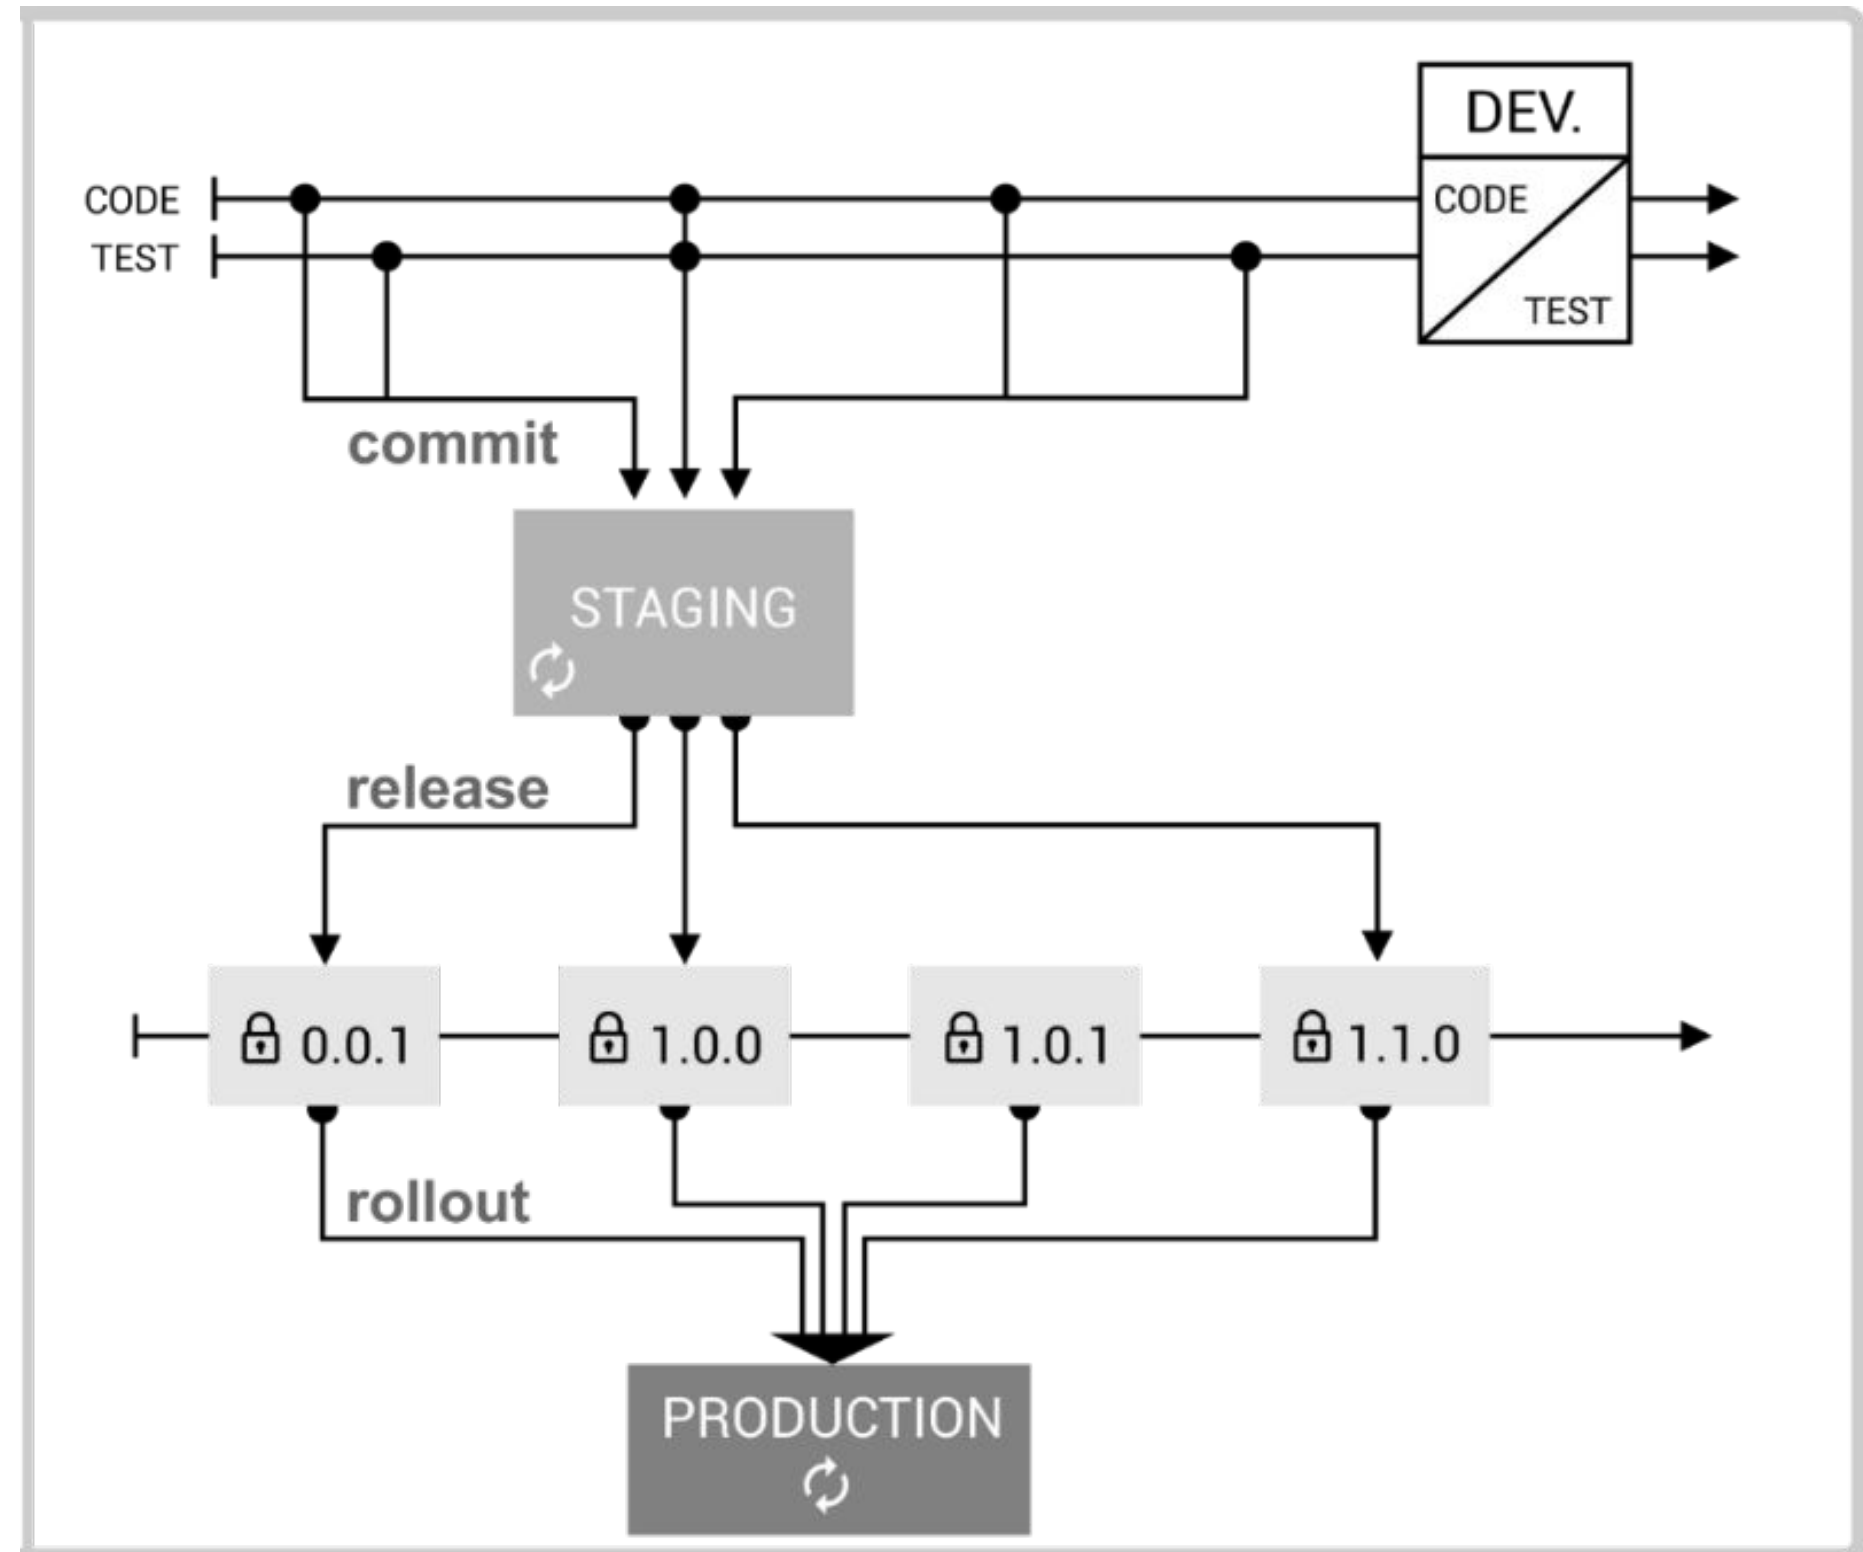 DEV.
CODE
CODE
TEST
TEST
commit
STAGING
release
0.0.1
1.0.0
1.0.1
1.1.0
rollout
PRODUCTION